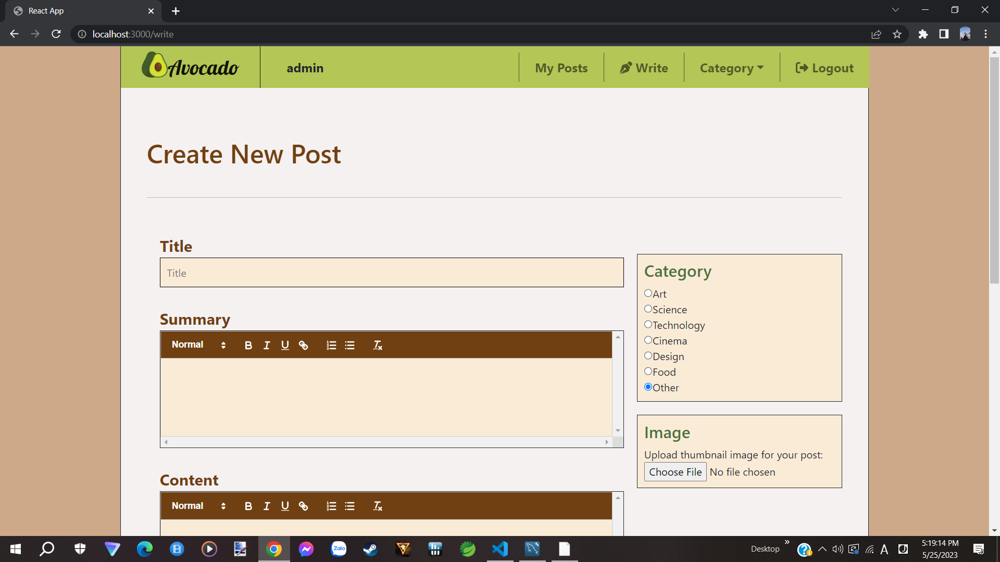 React App
localhost:3000/write
Avocado
admin
My Posts
Write
Category
Logout
Create New Post
Title
Title
Summary
Normal
Content
Normal
Category
Art
Science
Technology
Cinema
Design
Food
Other
Image
Upload thumbnail image for your post:
Choose File No file chosen
Zalo
Desktop
A
5:19:14 PM
5/25/2023